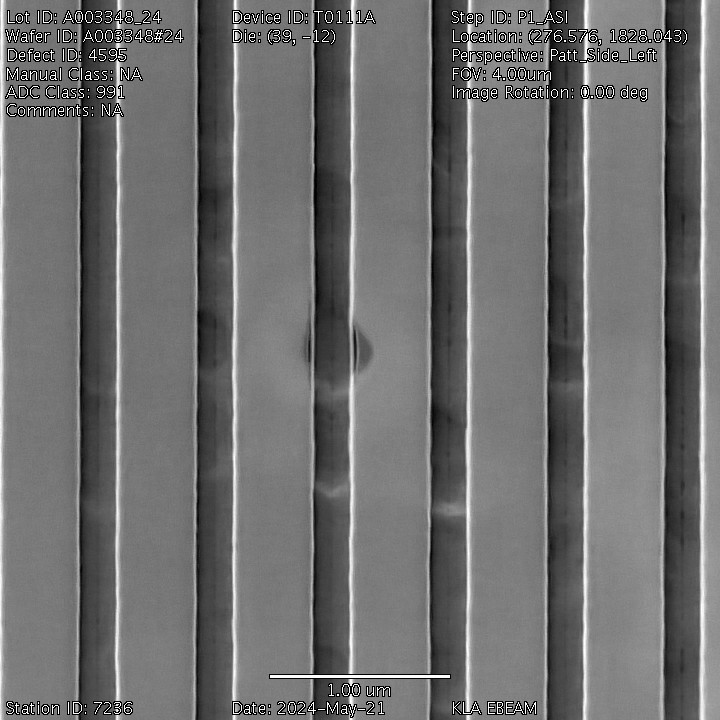 Lot ID: A003348_24
Wafer ID: A003348#24
Defect ID: 4595
Manual Class: NA
ADC Class: 991
Comments: NA
Device ID: T0111A
Die: (39, -12)
Step ID: P1_ASI
Location: (276.576, 1828.043)
Perspective: Patt_Side_Left
FOV: 4.00um
Image Rotation: 0.00 deg
1.00 um
Station ID: 7236
Date: 2024-May-21
KLA EBEAM